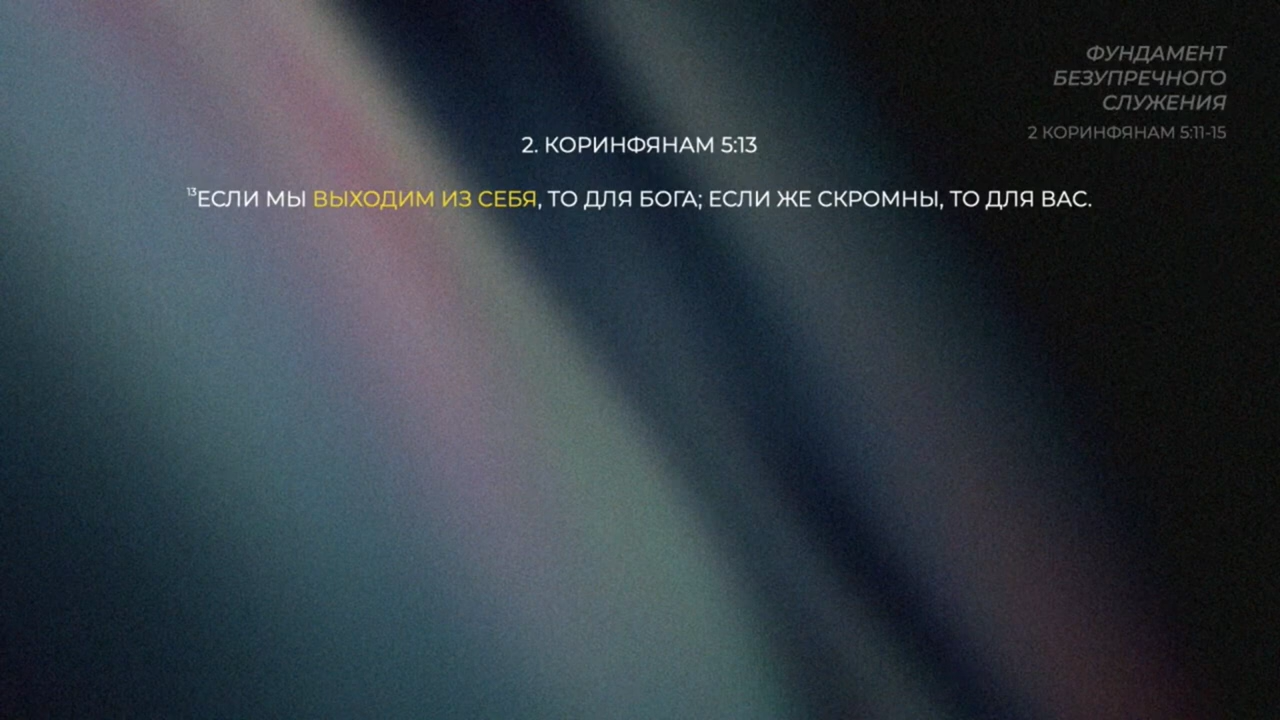 ФУНДАМЕНТ
БЕЗУПРЕЧНОГО
СЛУЖЕНИЯ
2 КОРИНФЯНАМ 5:11-15
2. КОРИНФЯНАМ 5:13
¹³ЕСЛИ МЫ ВЫХОДИМ ИЗ СЕБЯ, ТО ДЛЯ БОГА; ЕСЛИ ЖЕ СКРОМНЫ, ТО ДЛЯ ВАС.